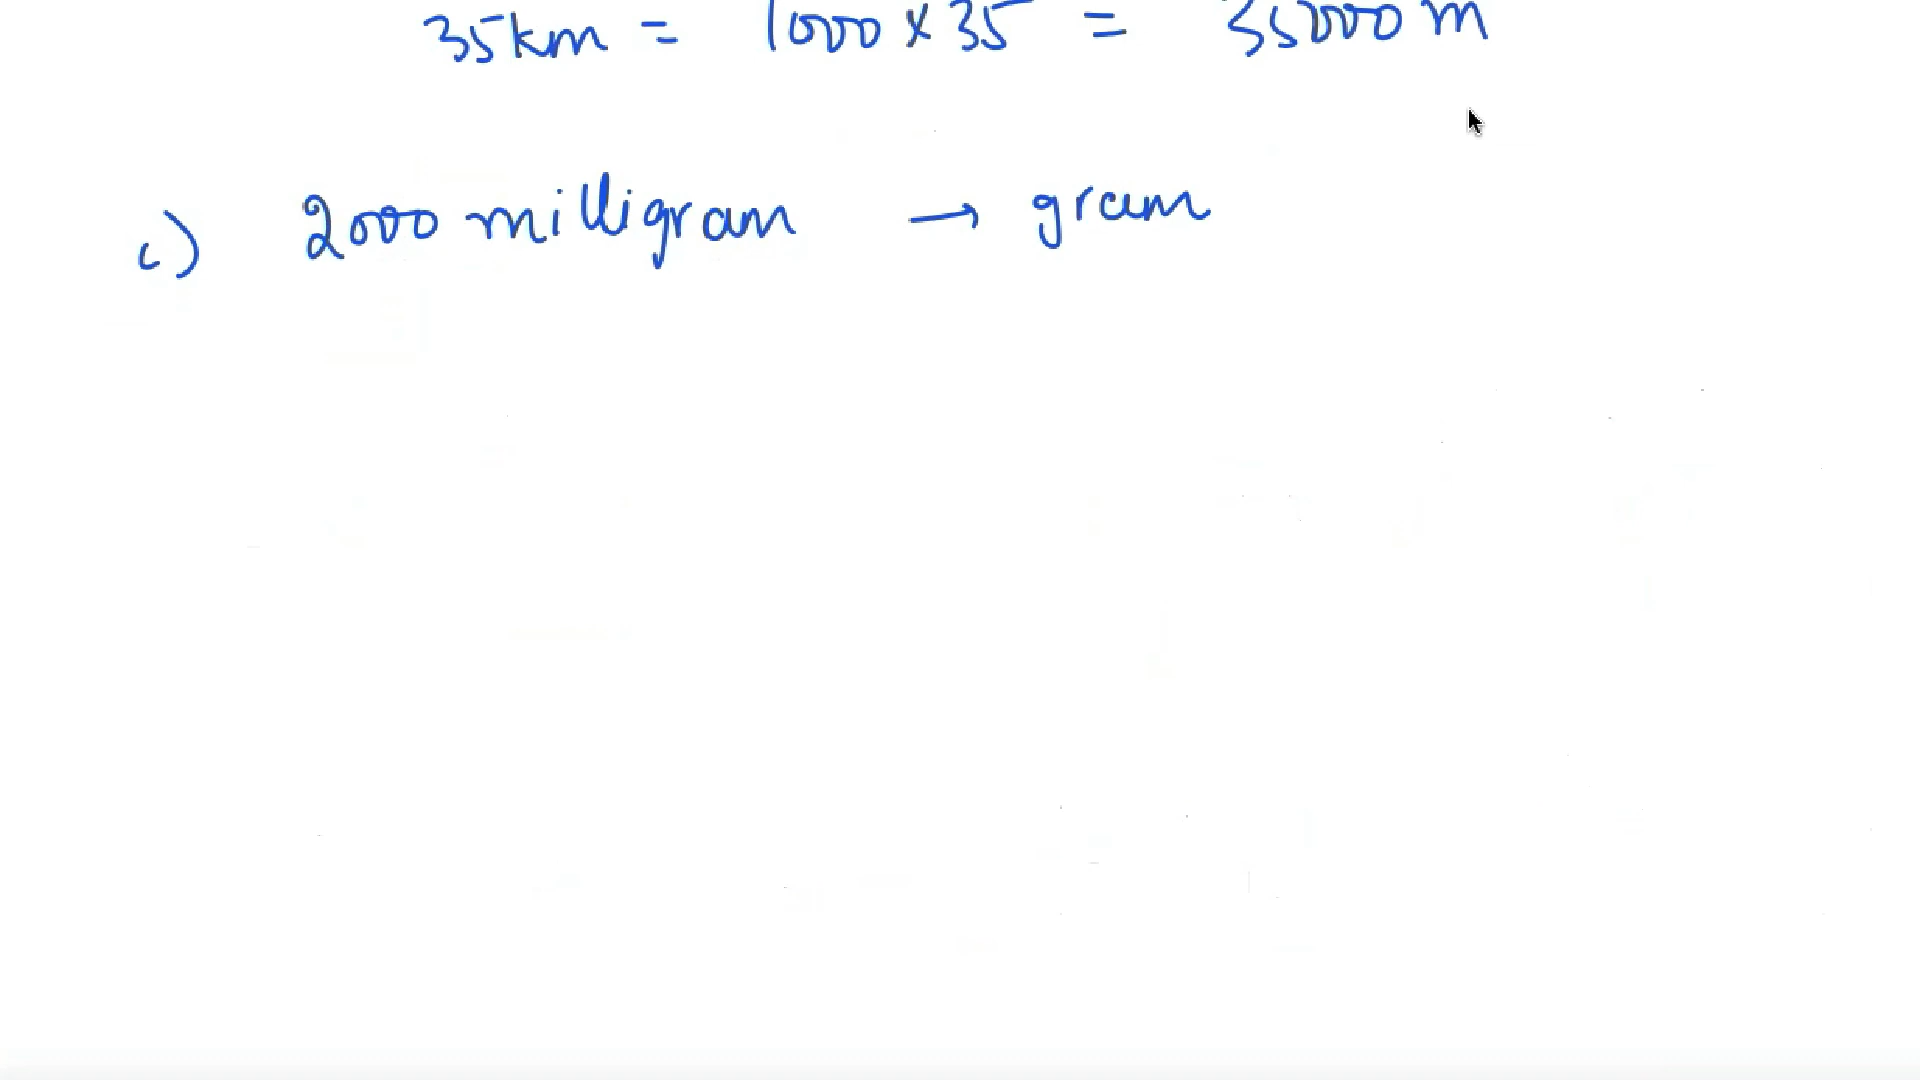 35km = 1000 x 35 = 35000 m
c) 2000 milligram → gram